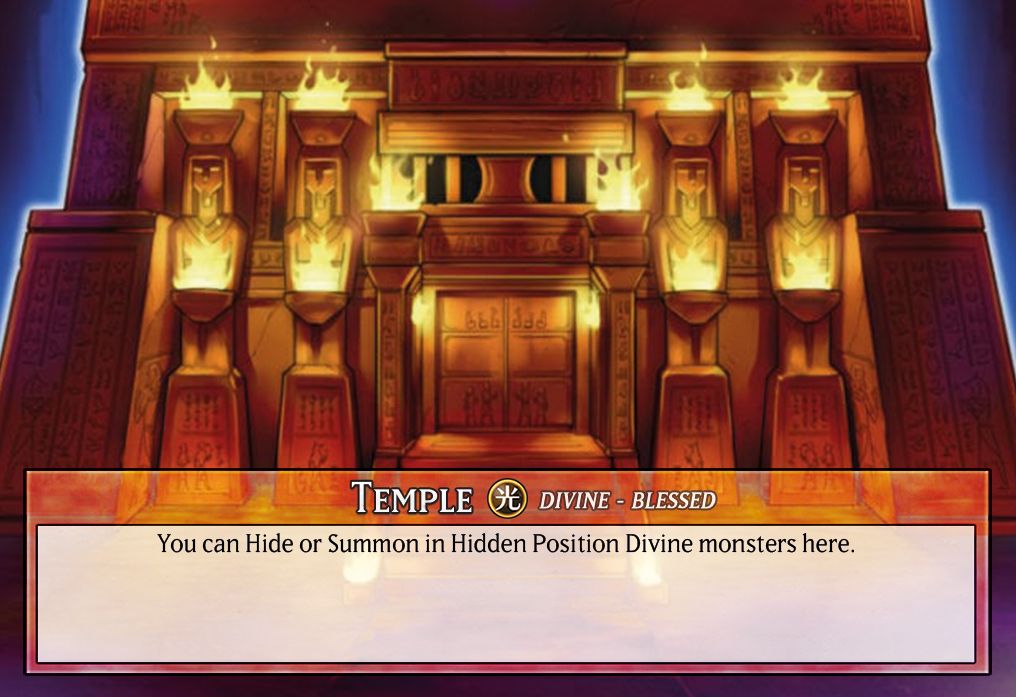 TEMPLE 光 DIVINE - BLESSED
You can Hide or Summon in Hidden Position Divine monsters here.